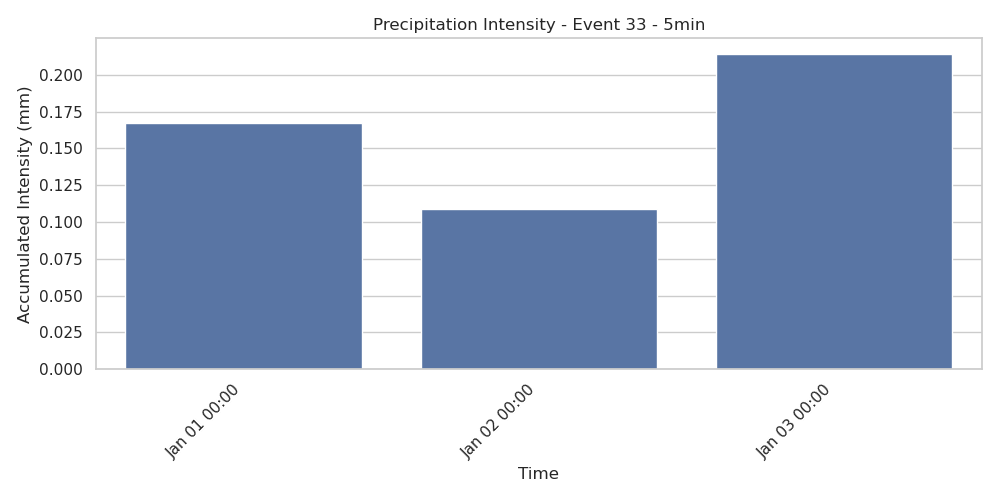 Precipitation Intensity - Event 33 - 5min
Accumulated Intensity (mm)
0.200
0.175
0.150
0.125
0.100
0.075
0.050
0.025
0.000
Jan 01 00:00
Jan 02 00:00
Jan 03 00:00
Time